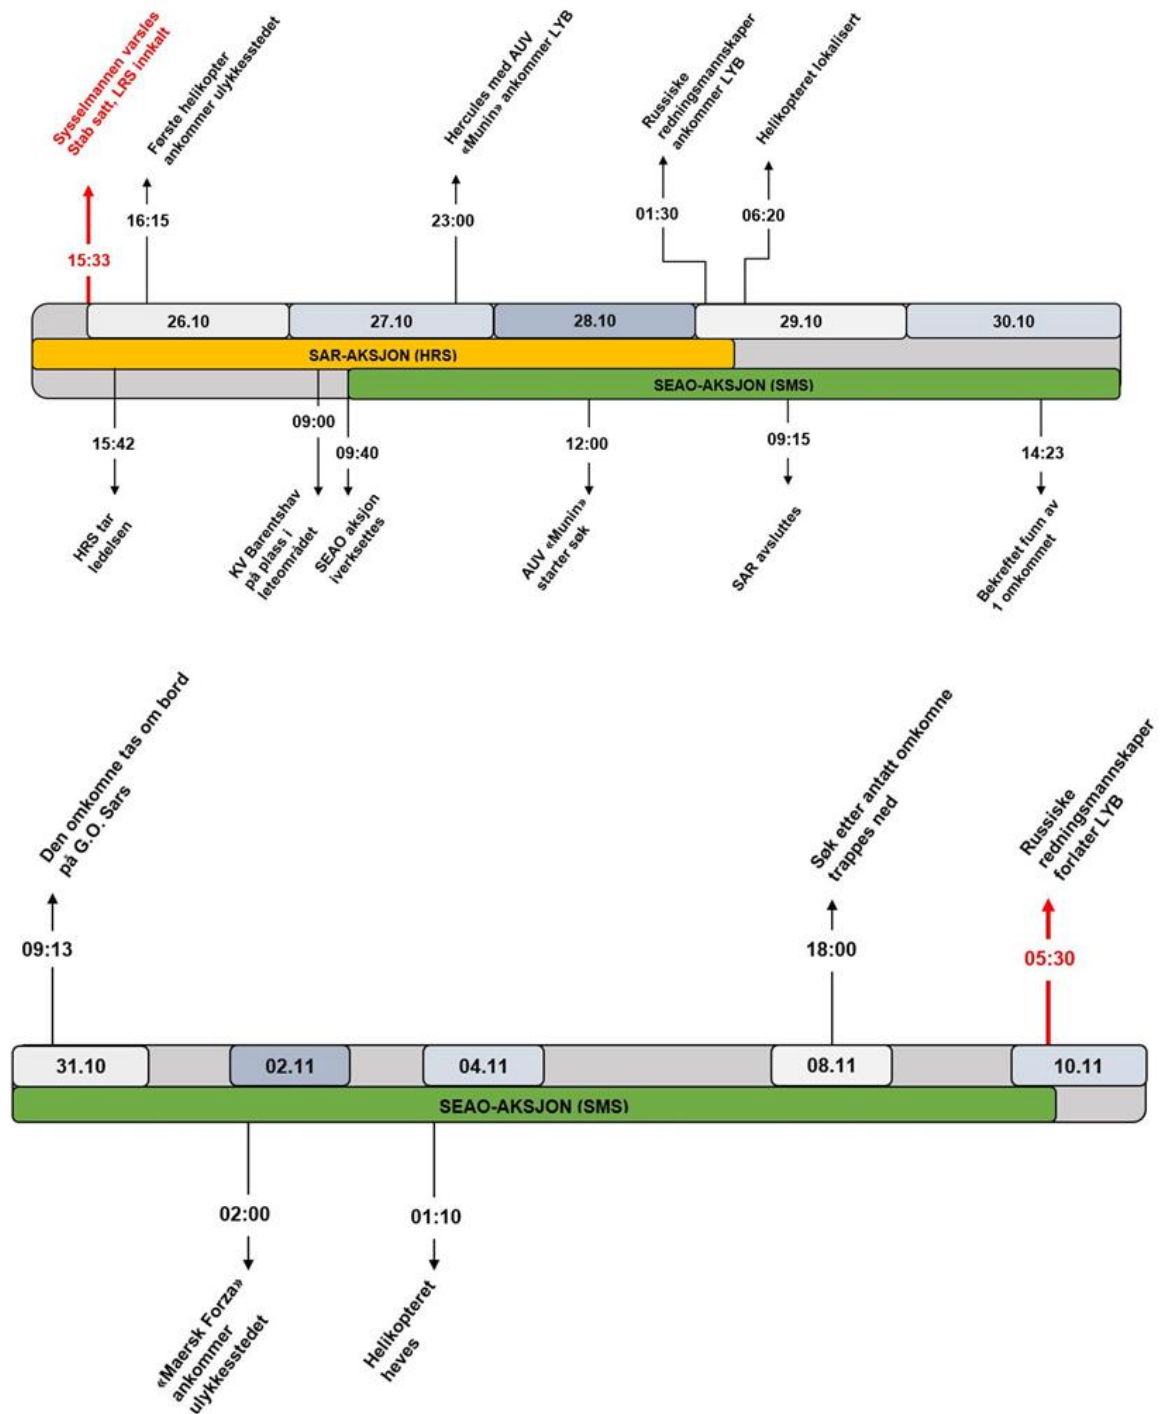 Sysselmannen varsles
Stab satt, LRS innkalt
15:33
Første helikopter
ankommer ulykkesstedet
16:15
Hercules med AUV
«Munin» ankommer LYB
23:00
Russiske
redningsmannskaper
ankommer LYB
01:30
Helikopteret lokalisert
06:20
26.10
27.10
28.10
29.10
30.10
SAR-AKSJON (HRS)
SEAO-AKSJON (SMS)
15:42
HRS tar
ledelsen
09:00
KV Barentshav
på plass i
leteområdet
09:40
SEAO aksjon
iverksettes
12:00
AUV «Munin»
starter søk
09:15
SAR avsluttes
14:23
Bekreftet funn av
1 omkommet
Den omkomne tas om bord
på G.O. Sars
09:13
Søk etter antatt omkomne
trappes ned
18:00
Russiske
redningsmannskaper
forlater LYB
05:30
31.10
02.11
04.11
08.11
10.11
SEAO-AKSJON (SMS)
02:00
«Maersk Forza»
ankommer
ulykkesstedet
01:10
Helikopteret
heves